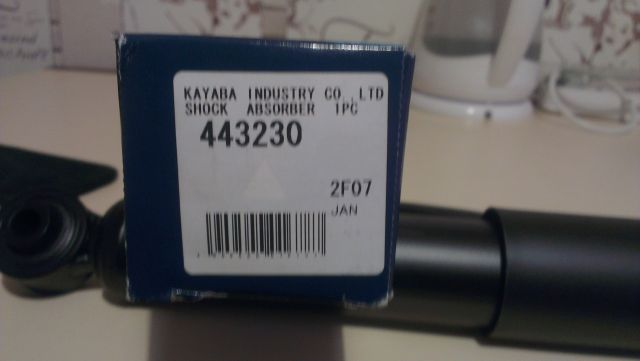 KAYABA INDUSTRY CO.,LTD
SHOCK ABSORBER 1PC
443230
2F07
JAN